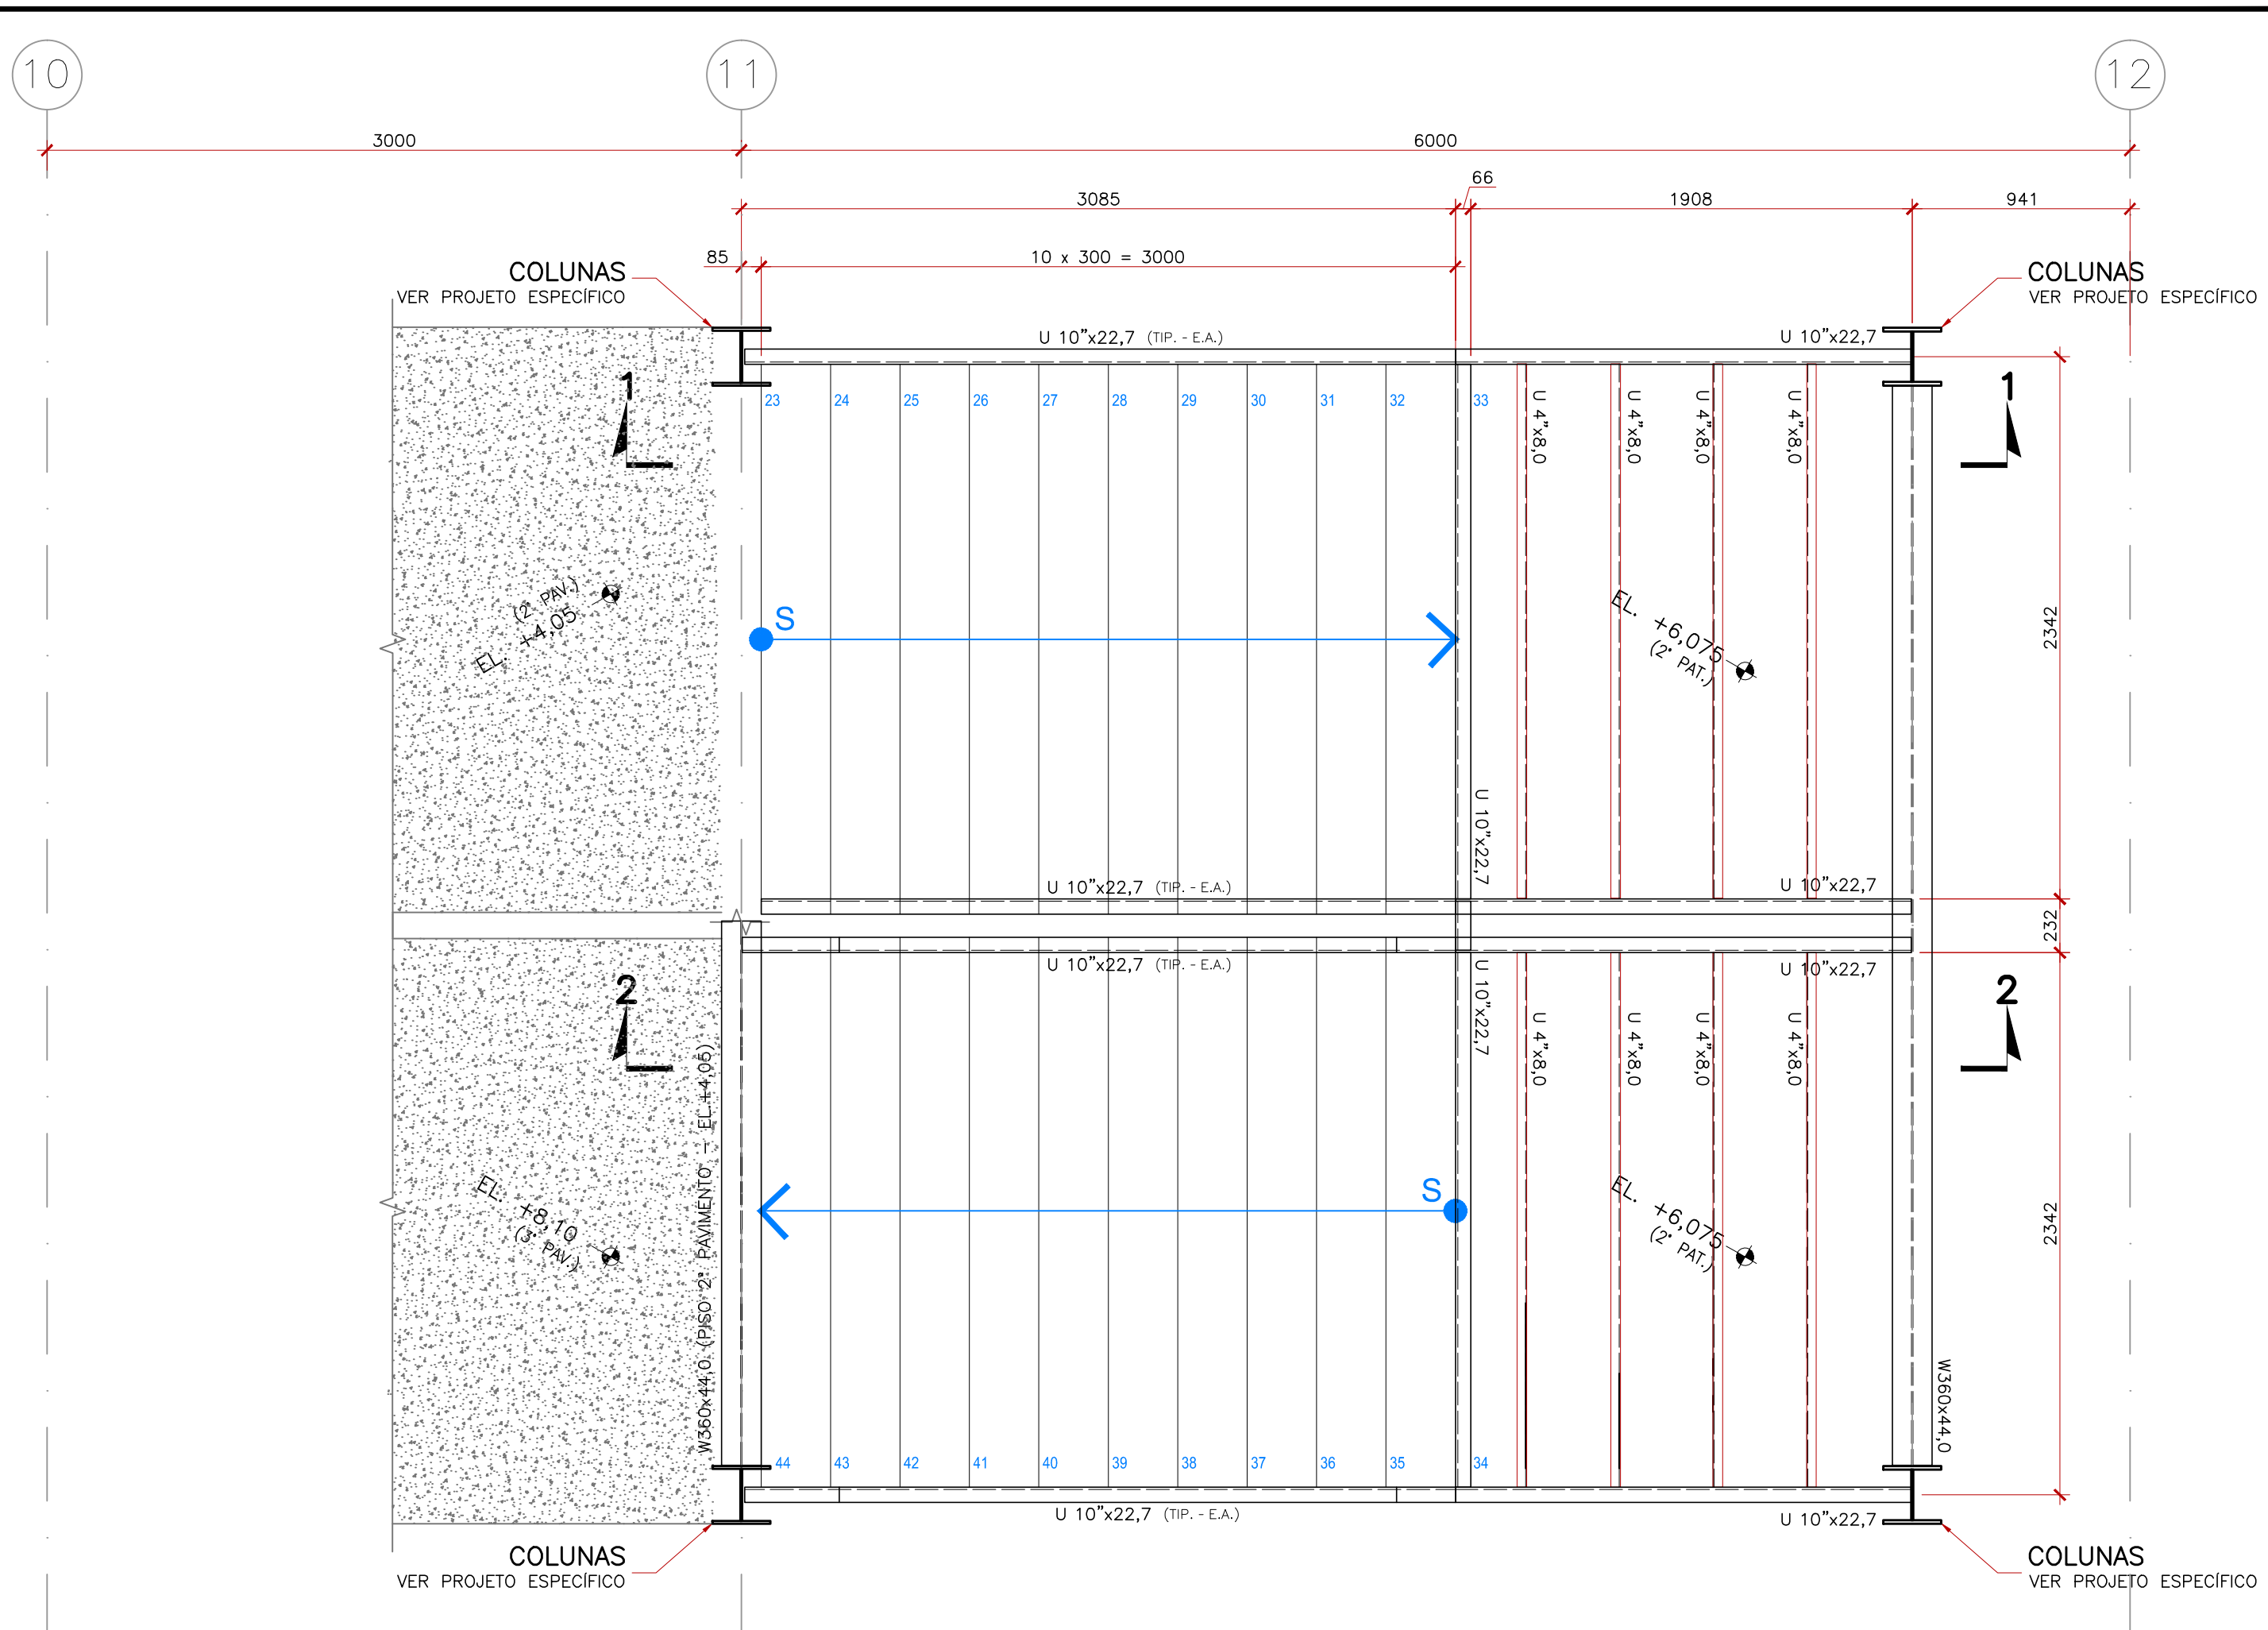 10
11
12
3000
6000
66
3085
1908
941
85
10 x 300 = 3000
COLUNAS
VER PROJETO ESPECÍFICO
COLUNAS
VER PROJETO ESPECÍFICO
U 10"x22,7 (TIP. - E.A.)
U 10"x22,7
1
1
23 24 25 26 27 28 29 30 31 32 33
U 4"x8,0
U 4"x8,0
U 4"x8,0
U 4"x8,0
(2° PAV.)
EL. +4,05
S
EL. +6,075
(2° PAT.)
2342
U 10"x22,7
U 10"x22,7 (TIP. - E.A.)
U 10"x22,7
232
U 10"x22,7 (TIP. - E.A.)
U 10"x22,7
U 10"x22,7
2
2
U 4"x8,0
U 4"x8,0
U 4"x8,0
U 4"x8,0
W360x44,0 (PISO 2° PAVIMENTO - EL.+4,05)
EL. +8,10
(3° PAV.)
S
EL. +6,075
(2° PAT.)
2342
W360x44,0
44 43 42 41 40 39 38 37 36 35 34
U 10"x22,7 (TIP. - E.A.)
U 10"x22,7
COLUNAS
VER PROJETO ESPECÍFICO
COLUNAS
VER PROJETO ESPECÍFICO